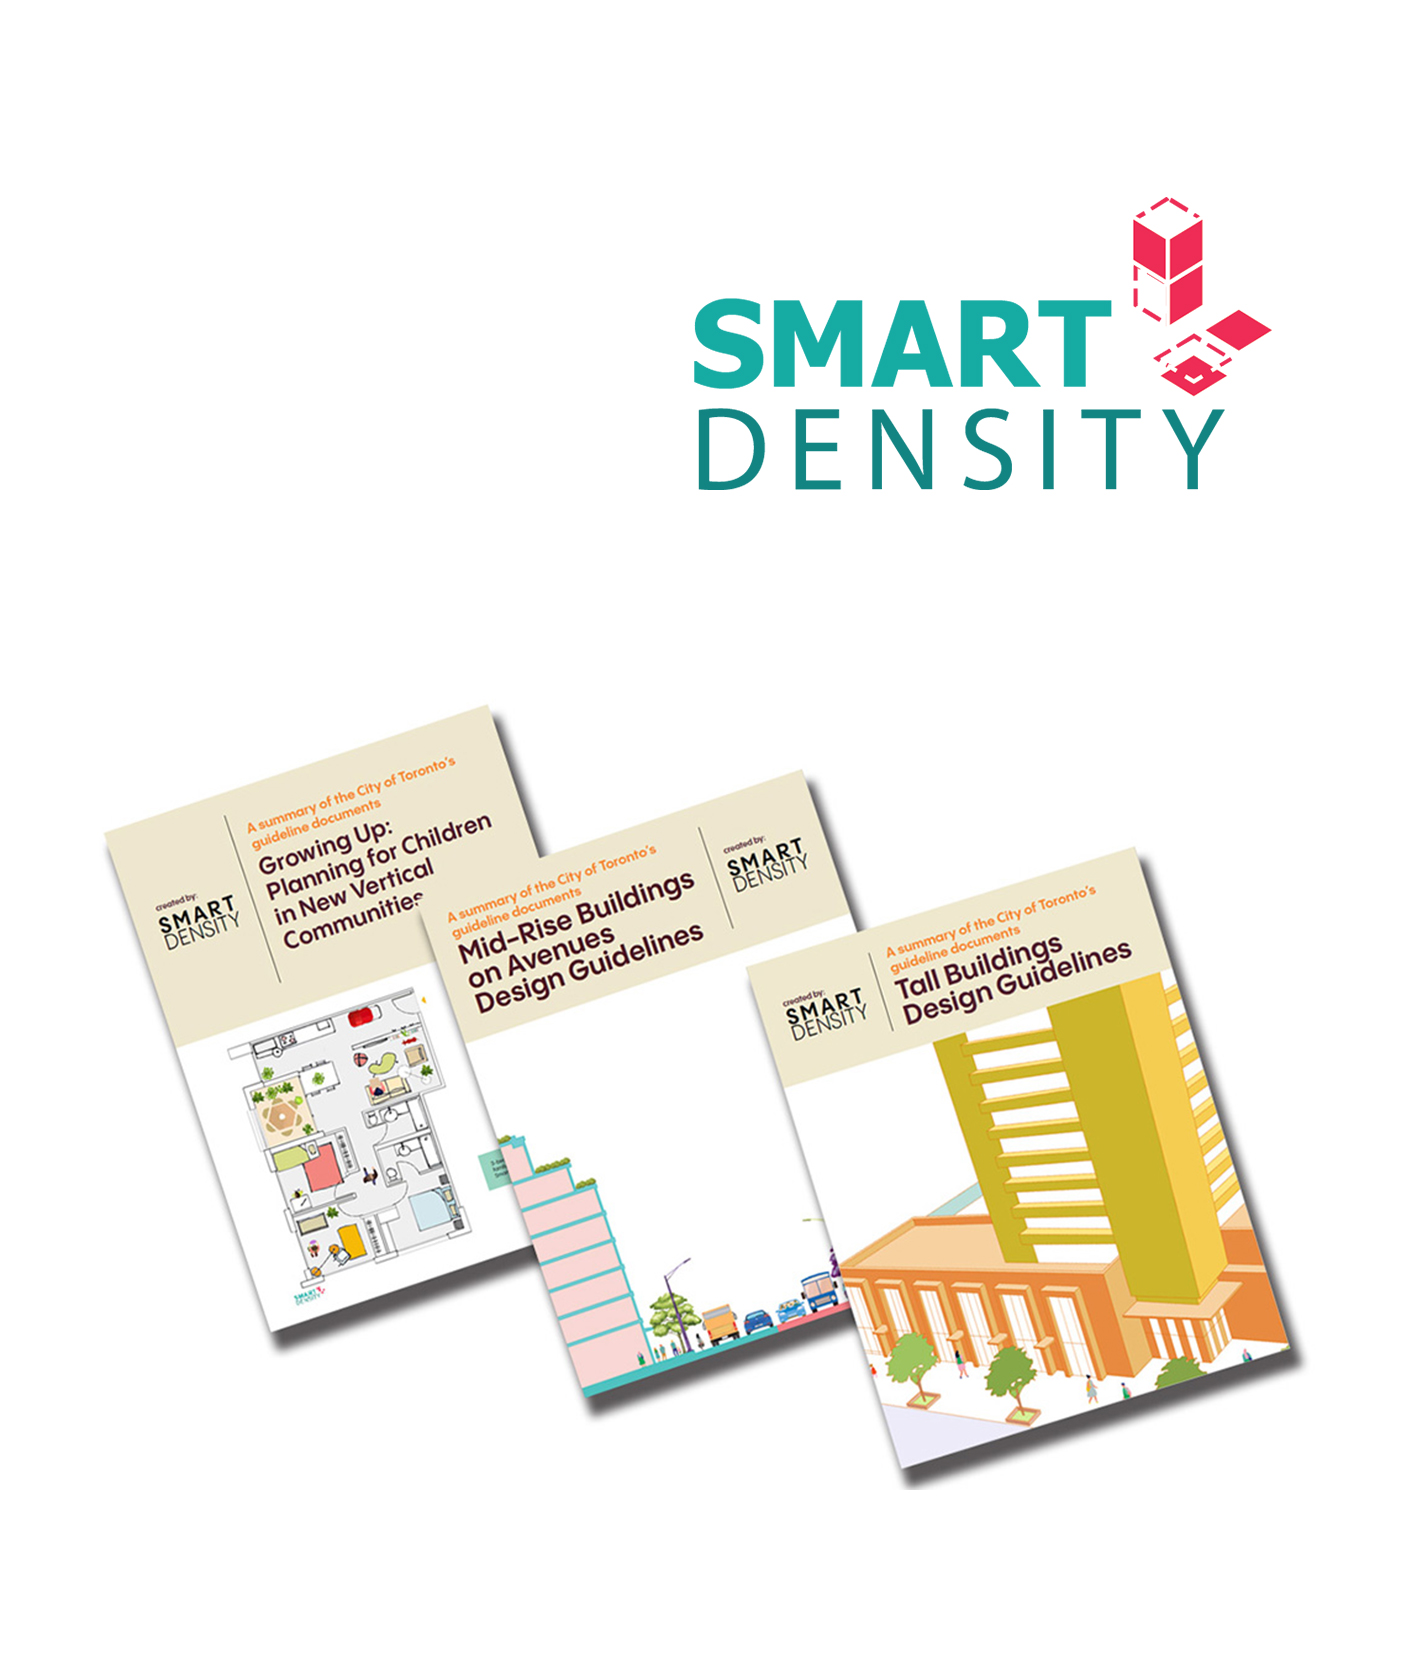 SMART
DENSITY
A summary of the City of Toronto's
guideline documents
Growing Up:
Planning for Children
in New Vertical
Communities
created by:
SMART
DENSITY
SMART
DENSITY
A summary of the City of Toronto's
guideline documents
Mid-Rise Buildings
on Avenues
Design Guidelines
created by:
SMART
DENSITY
A summary of the City of Toronto's
guideline documents
Tall Buildings
Design Guidelines
created by:
SMART
DENSITY